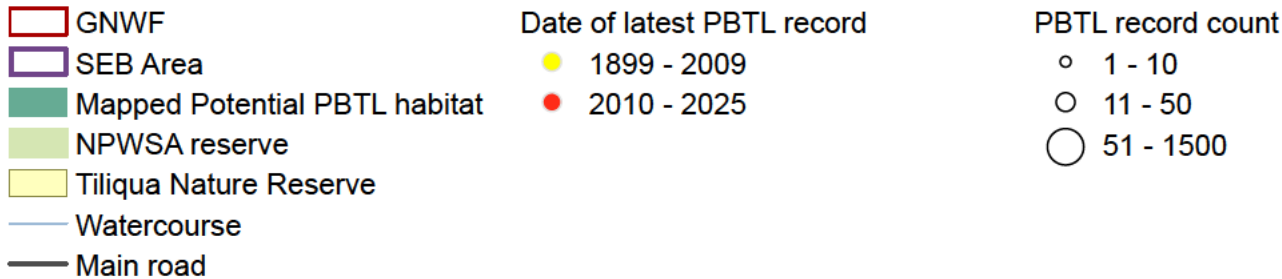 GNWF
SEB Area
Mapped Potential PBTL habitat
NPWSA reserve
Tiliqua Nature Reserve
Watercourse
Main road
Date of latest PBTL record
1899 - 2009
2010 - 2025
PBTL record count
1 - 10
11 - 50
51 - 1500